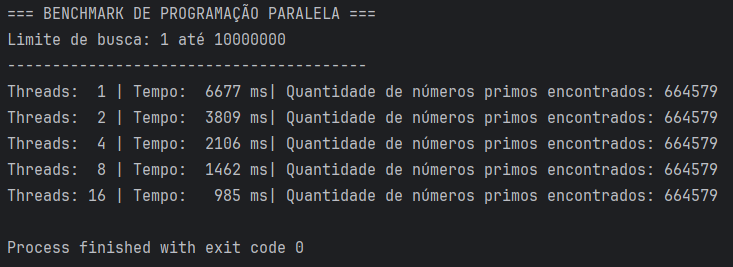 === BENCHMARK DE PROGRAMAÇÃO PARALELA ===
Limite de busca: 1 até 10000000
----------------------------------------
Threads:  1 | Tempo:  6677 ms| Quantidade de números primos encontrados: 664579
Threads:  2 | Tempo:  3809 ms| Quantidade de números primos encontrados: 664579
Threads:  4 | Tempo:  2106 ms| Quantidade de números primos encontrados: 664579
Threads:  8 | Tempo:  1462 ms| Quantidade de números primos encontrados: 664579
Threads: 16 | Tempo:   985 ms| Quantidade de números primos encontrados: 664579

Process finished with exit code 0